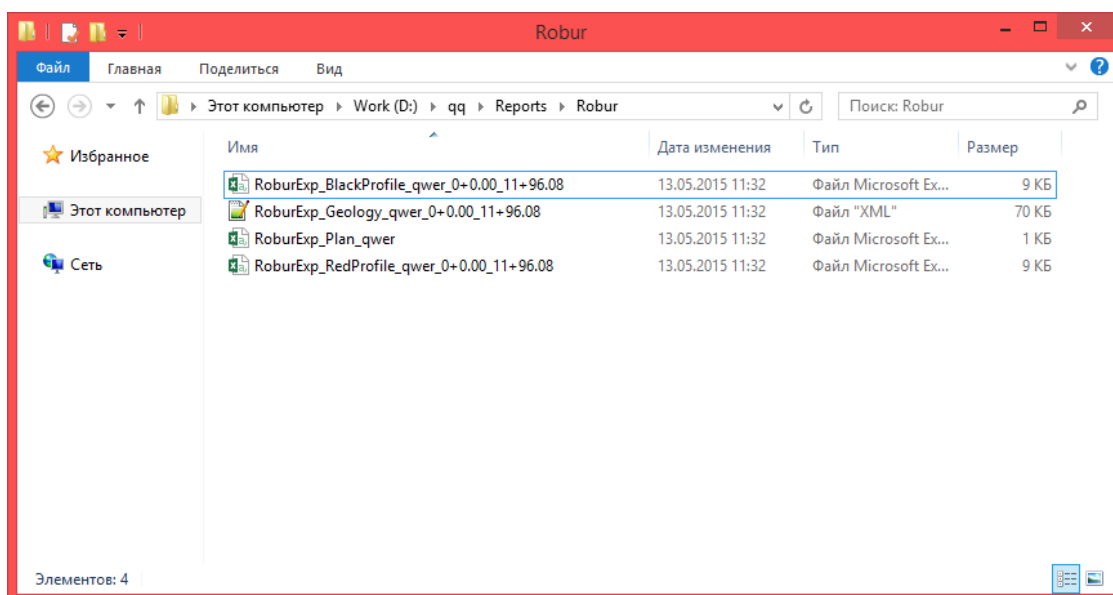 Robur
Файл Главная Поделиться Вид
Этот компьютер Work (D:) qq Reports Robur Поиск: Robur
Имя Дата изменения Тип Размер
Избранное
Этот компьютер
Сеть
RoburExp_BlackProfile_qwer_0+0.00_11+96.08 13.05.2015 11:32 Файл Microsoft Ex... 9 КБ
RoburExp_Geology_qwer_0+0.00_11+96.08 13.05.2015 11:32 Файл "XML" 70 КБ
RoburExp_Plan_qwer 13.05.2015 11:32 Файл Microsoft Ex... 1 КБ
RoburExp_RedProfile_qwer_0+0.00_11+96.08 13.05.2015 11:32 Файл Microsoft Ex... 9 КБ
Элементов: 4